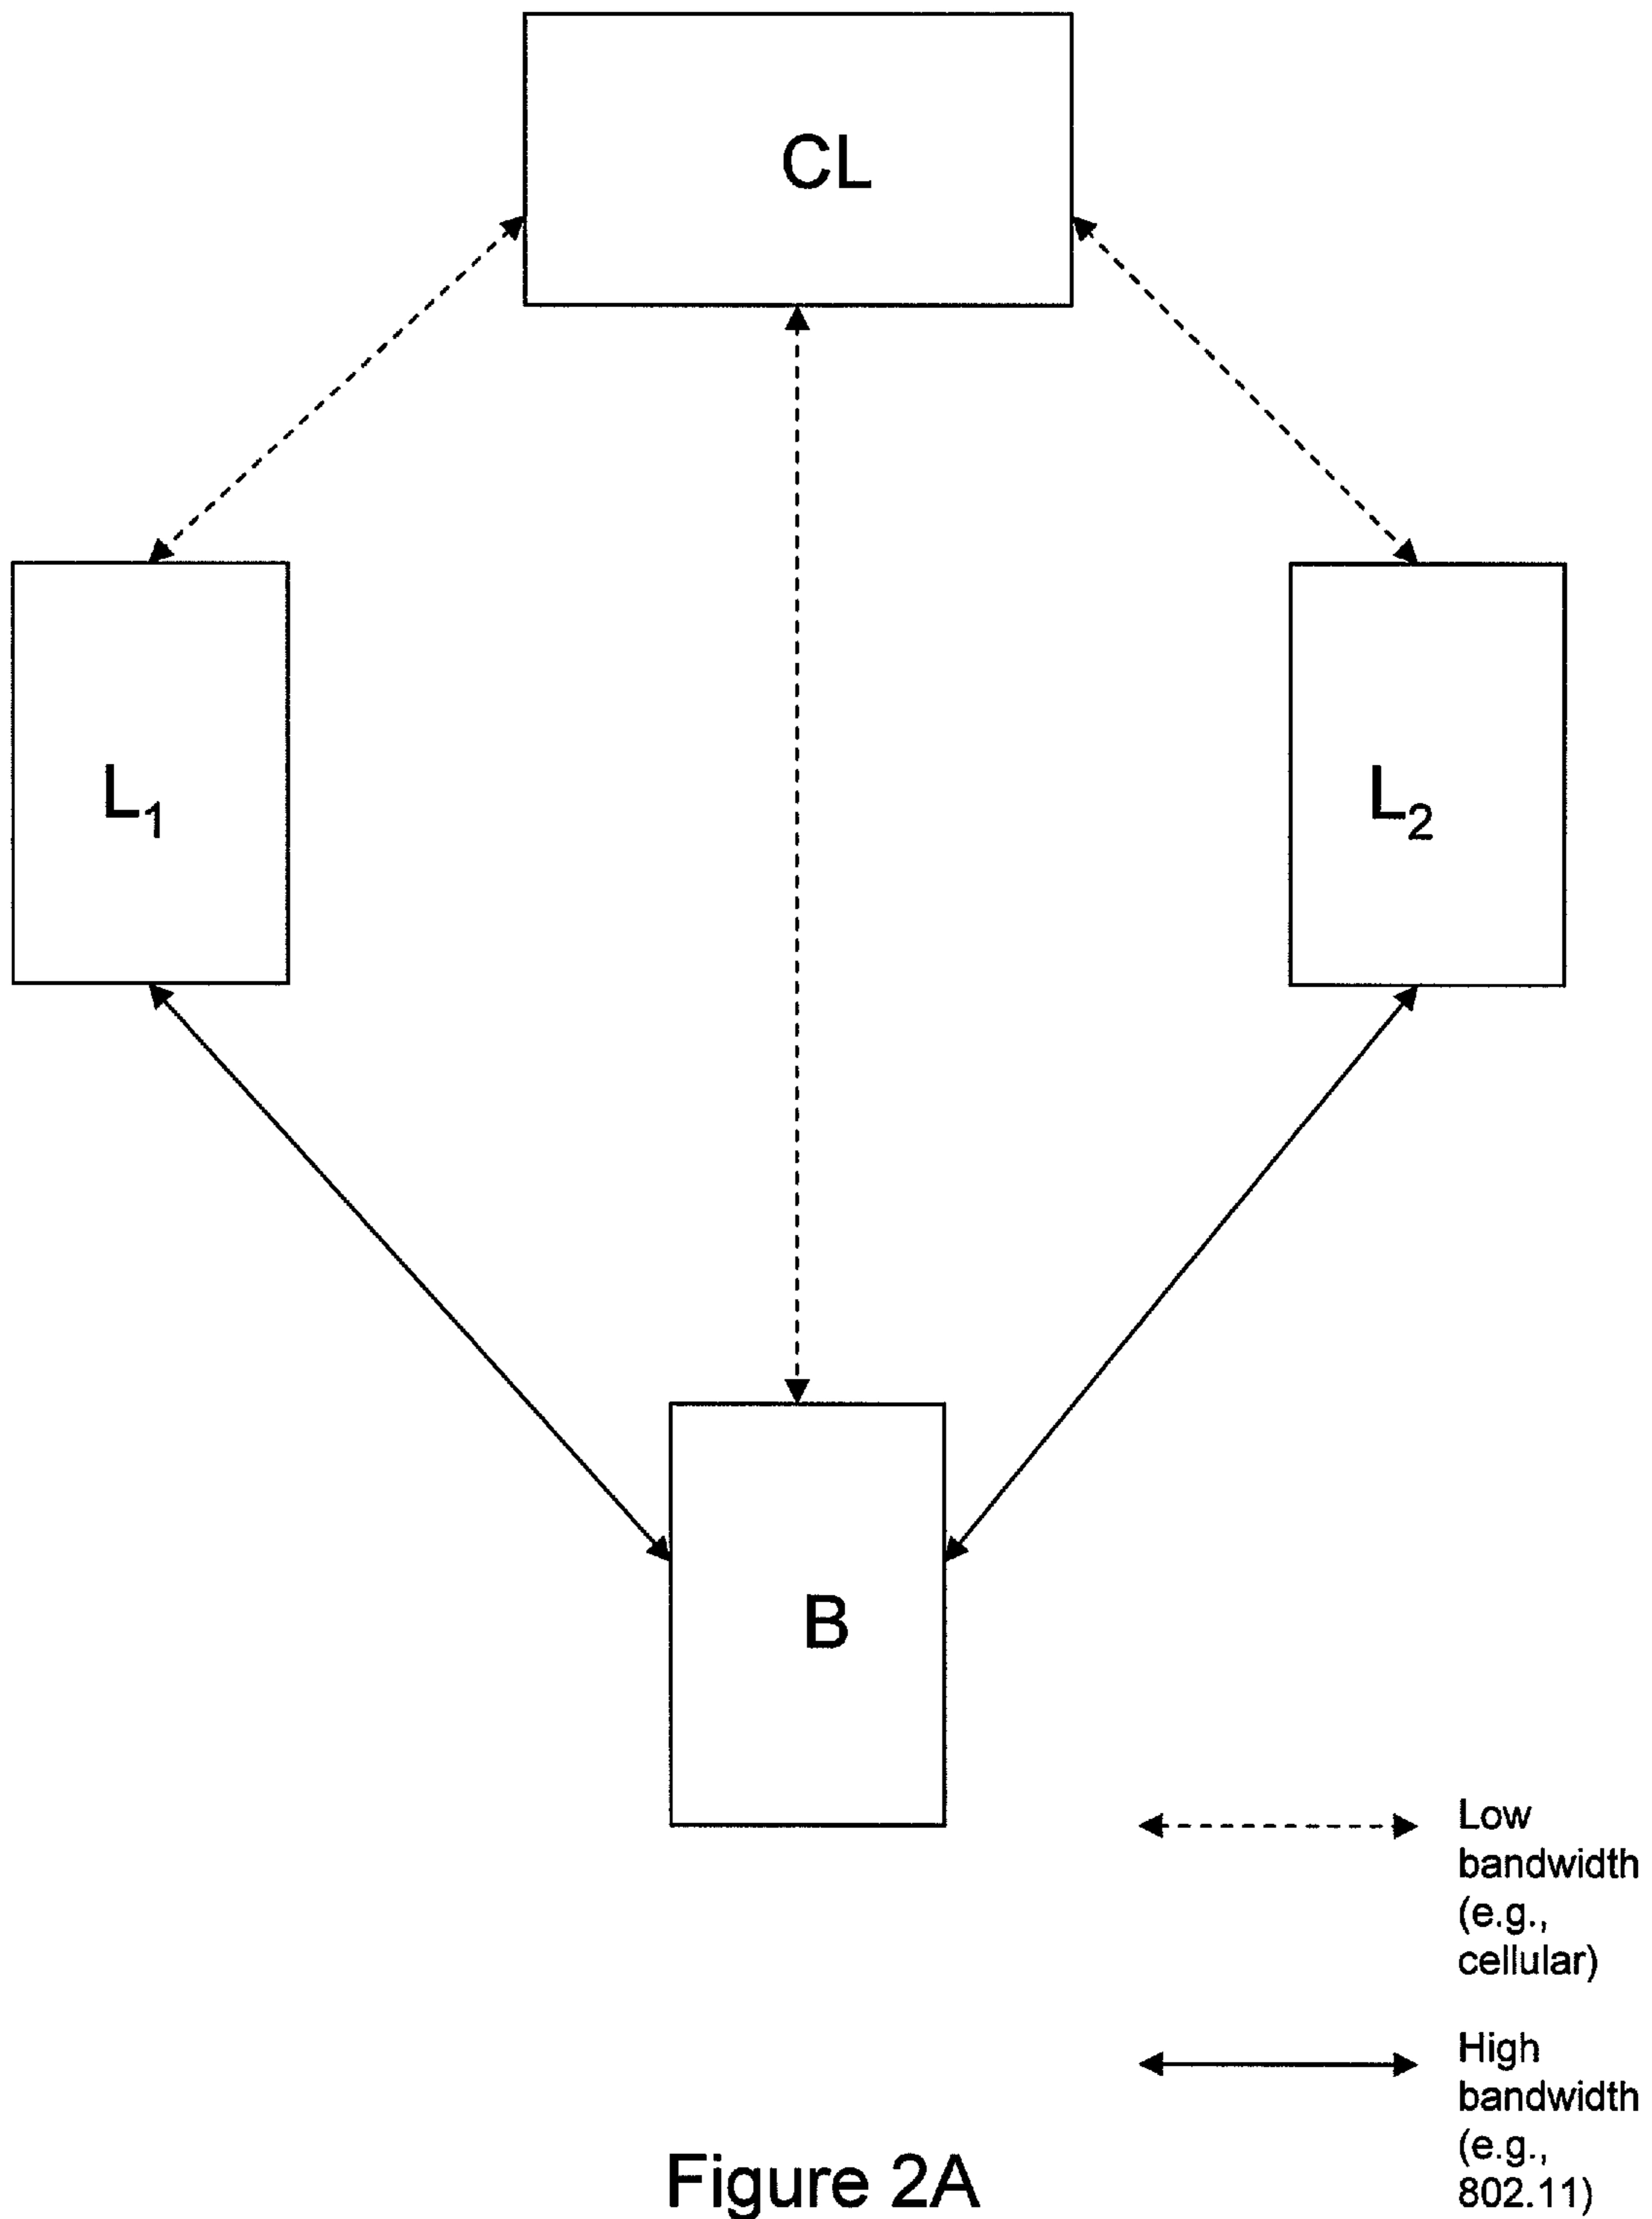 CL
L1
L2
B
Low
bandwidth
(e.g.,
cellular)
High
bandwidth
(e.g.,
802.11)
Figure 2A